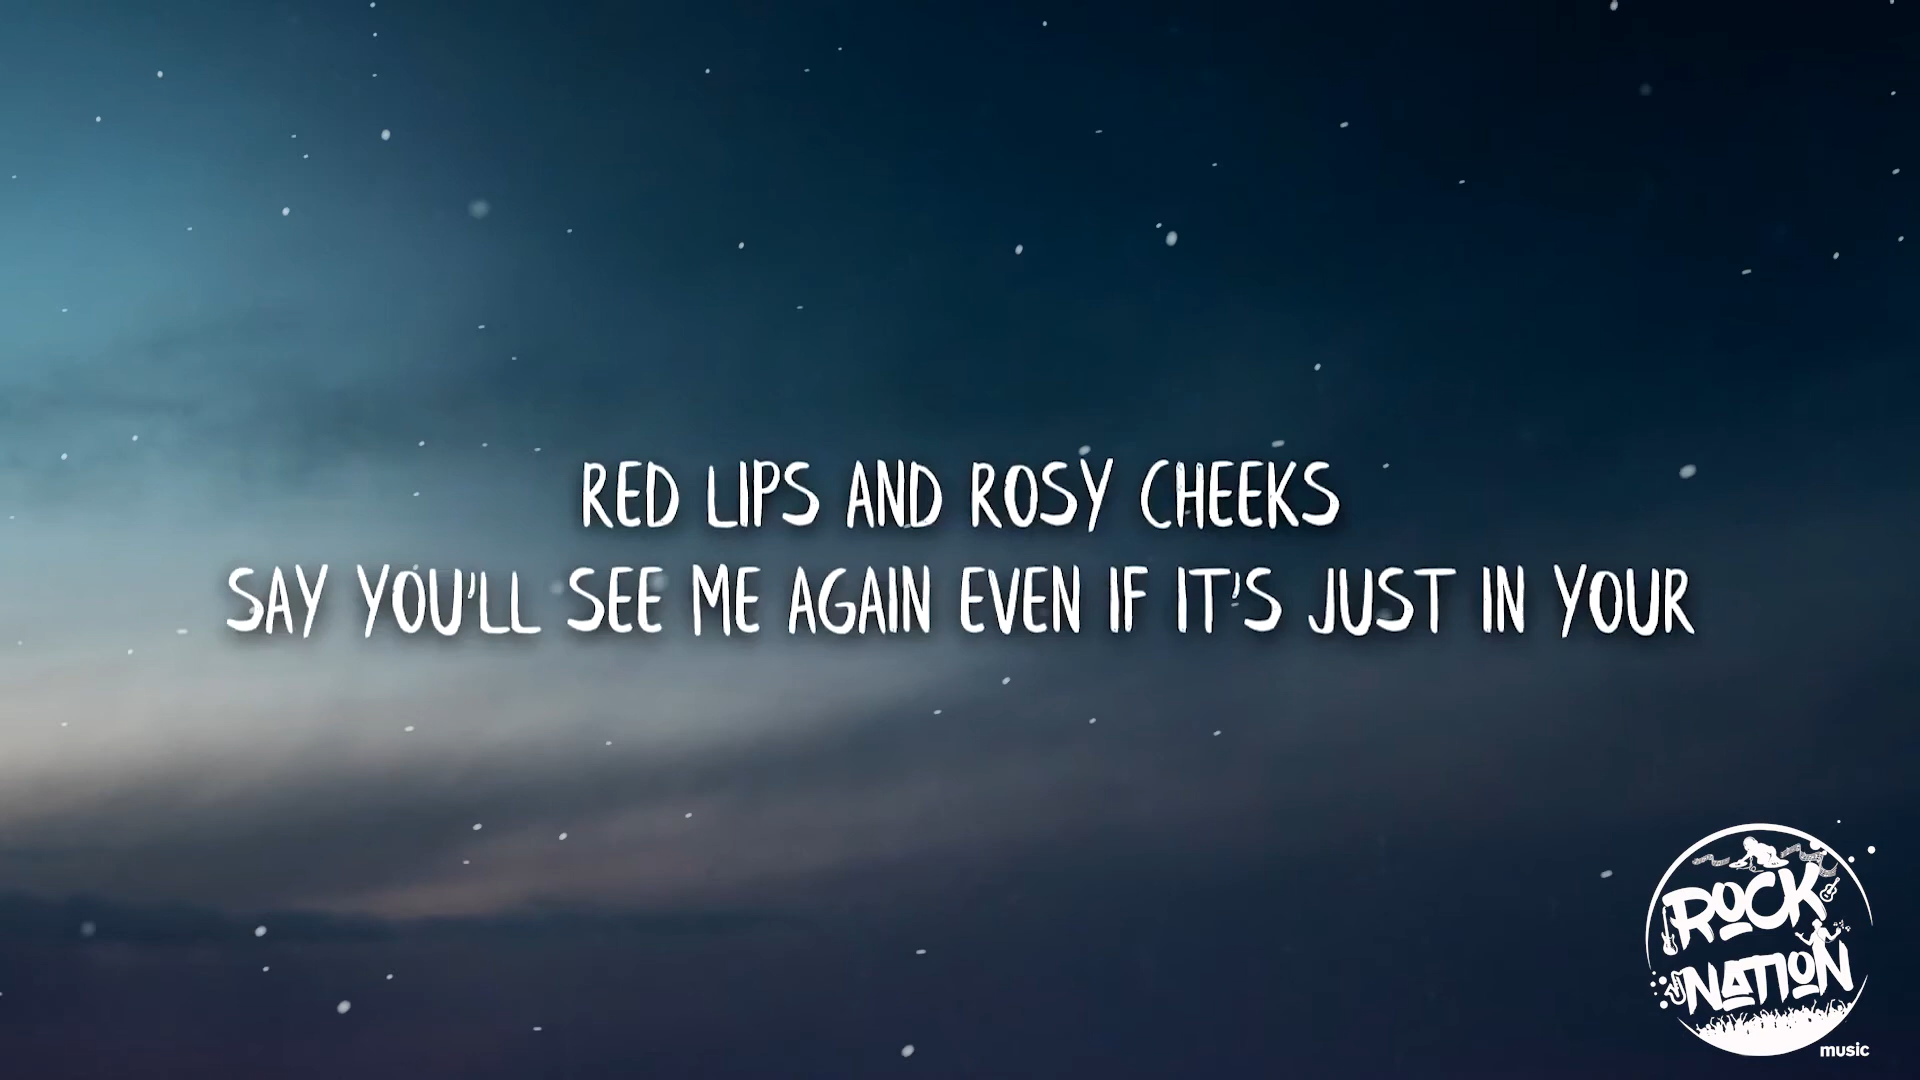 RED LIPS AND ROSY CHEEKS
SAY YOU'LL SEE ME AGAIN EVEN IF IT'S JUST IN YOUR
ROCK
NATION
music